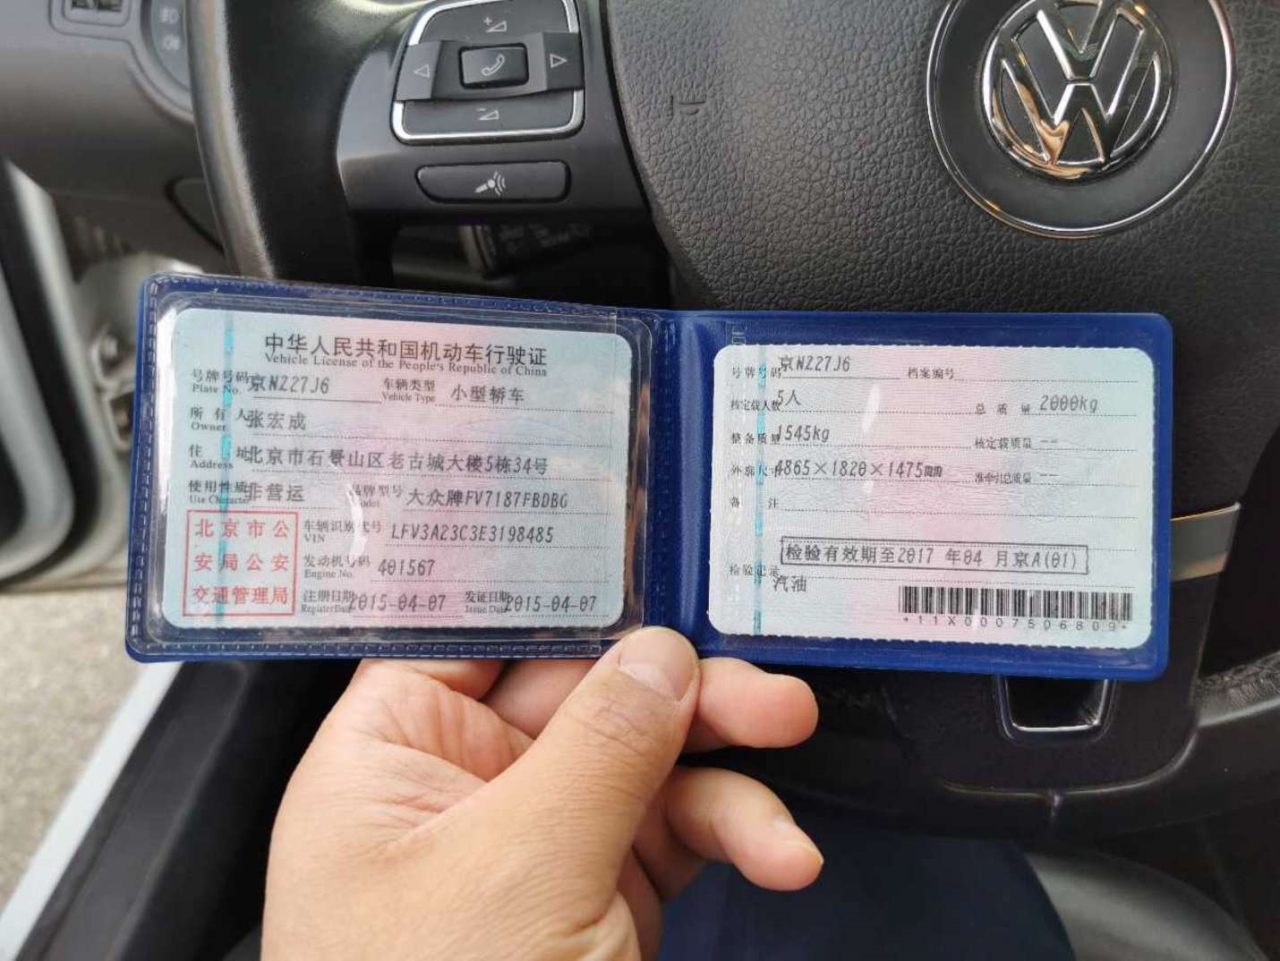 中华人民共和国机动车行驶证
Vehicle License of the People's Republic of China
号牌号码 京NZ27J6 车辆类型 小型轿车
Plate No. Vehicle Type
所有人 张宏成
Owner
住址 北京市石景山区老古城大楼5栋34号
Address
使用性质 非营运 品牌型号 大众牌FV7187FBDBG
Use Character Model
北京市公
安局公安
交通管理局
车辆识别代号 LFV3A23C3E3198485
VIN
发动机号码 401567
Engine No.
注册日期 2015-04-07 发证日期 2015-04-07
Register Date Issue Date
号牌号码 京NZ27J6 档案编号
核定载人数 5人 总质量 2000kg
整备质量 1545kg 核定载质量 --
外廓尺寸 4865×1820×1475mm 准牵引总质量 --
备注
检验有效期至2017 年04 月京A(01)
检验记录
汽油
*11X0007506809*